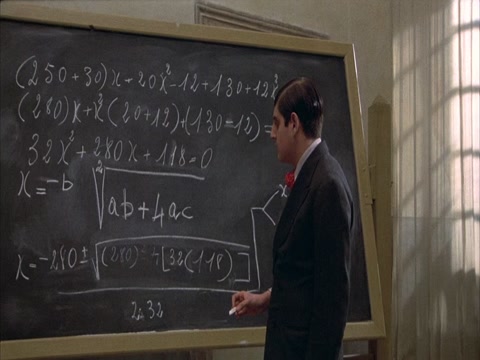 (250+30)x+20x²-12+130+12x²
(280)x+x²(20+12)+(130-12)=
32x²+280x+118=0
x=-b √ab+4ac
x=-280±√(280)-4[32(118)]
2·32
x